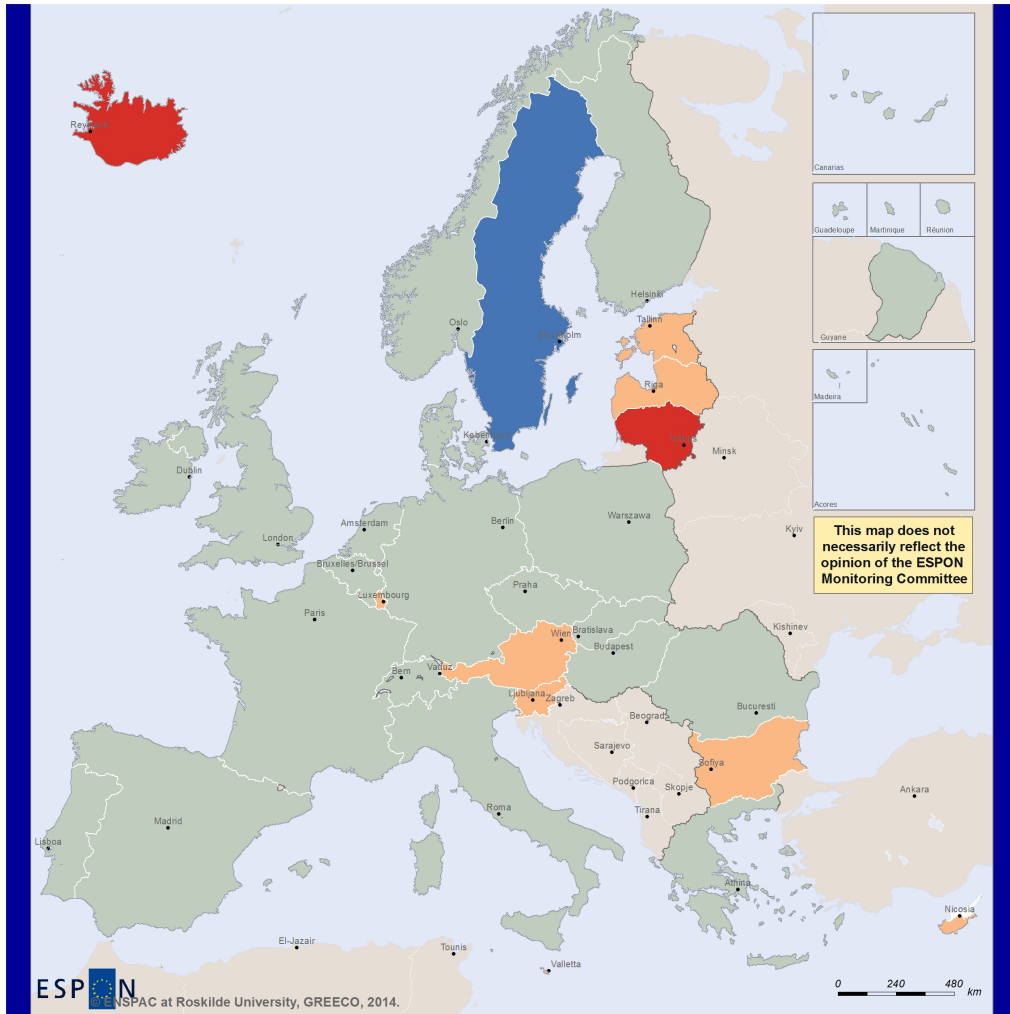 Canarias
Guadeloupe
Martinique
Réunion
Guyane
Madeira
Acores
This map does not
necessarily reflect the
opinion of the ESPON
Monitoring Committee
Helsinki
Oslo
Tallinn
Riga
Minsk
Dublin
Amsterdam
Berlin
Warszawa
Kyiv
London
Bruxelles/Brussel
Luxembourg
Praha
Paris
Kishinev
Wien
Bratislava
Budapest
Bern
Vaduz
Ljubljana
Zagreb
Bucuresti
Beograd
Sarajevo
Sofiya
Podgorica
Skopje
Ankara
Roma
Tirana
Madrid
Lisboa
Athina
Nicosia
El-Jazair
Tounis
Valletta
0 240 480
km
ESPON
© ENSPAC at Roskilde University, GREECO, 2014.